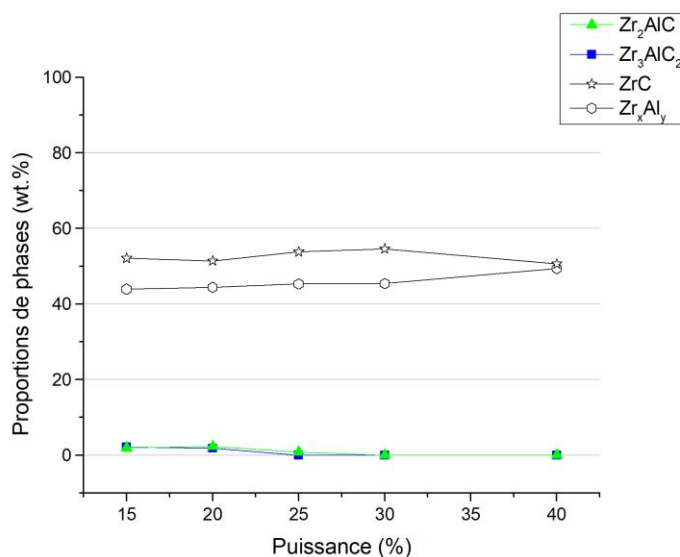 Zr₂AlC
Zr₃AlC₂
ZrC
ZrₓAlᵧ
100
80
60
40
20
0
Proportions de phases (wt.%)
15
20
25
30
35
40
Puissance (%)